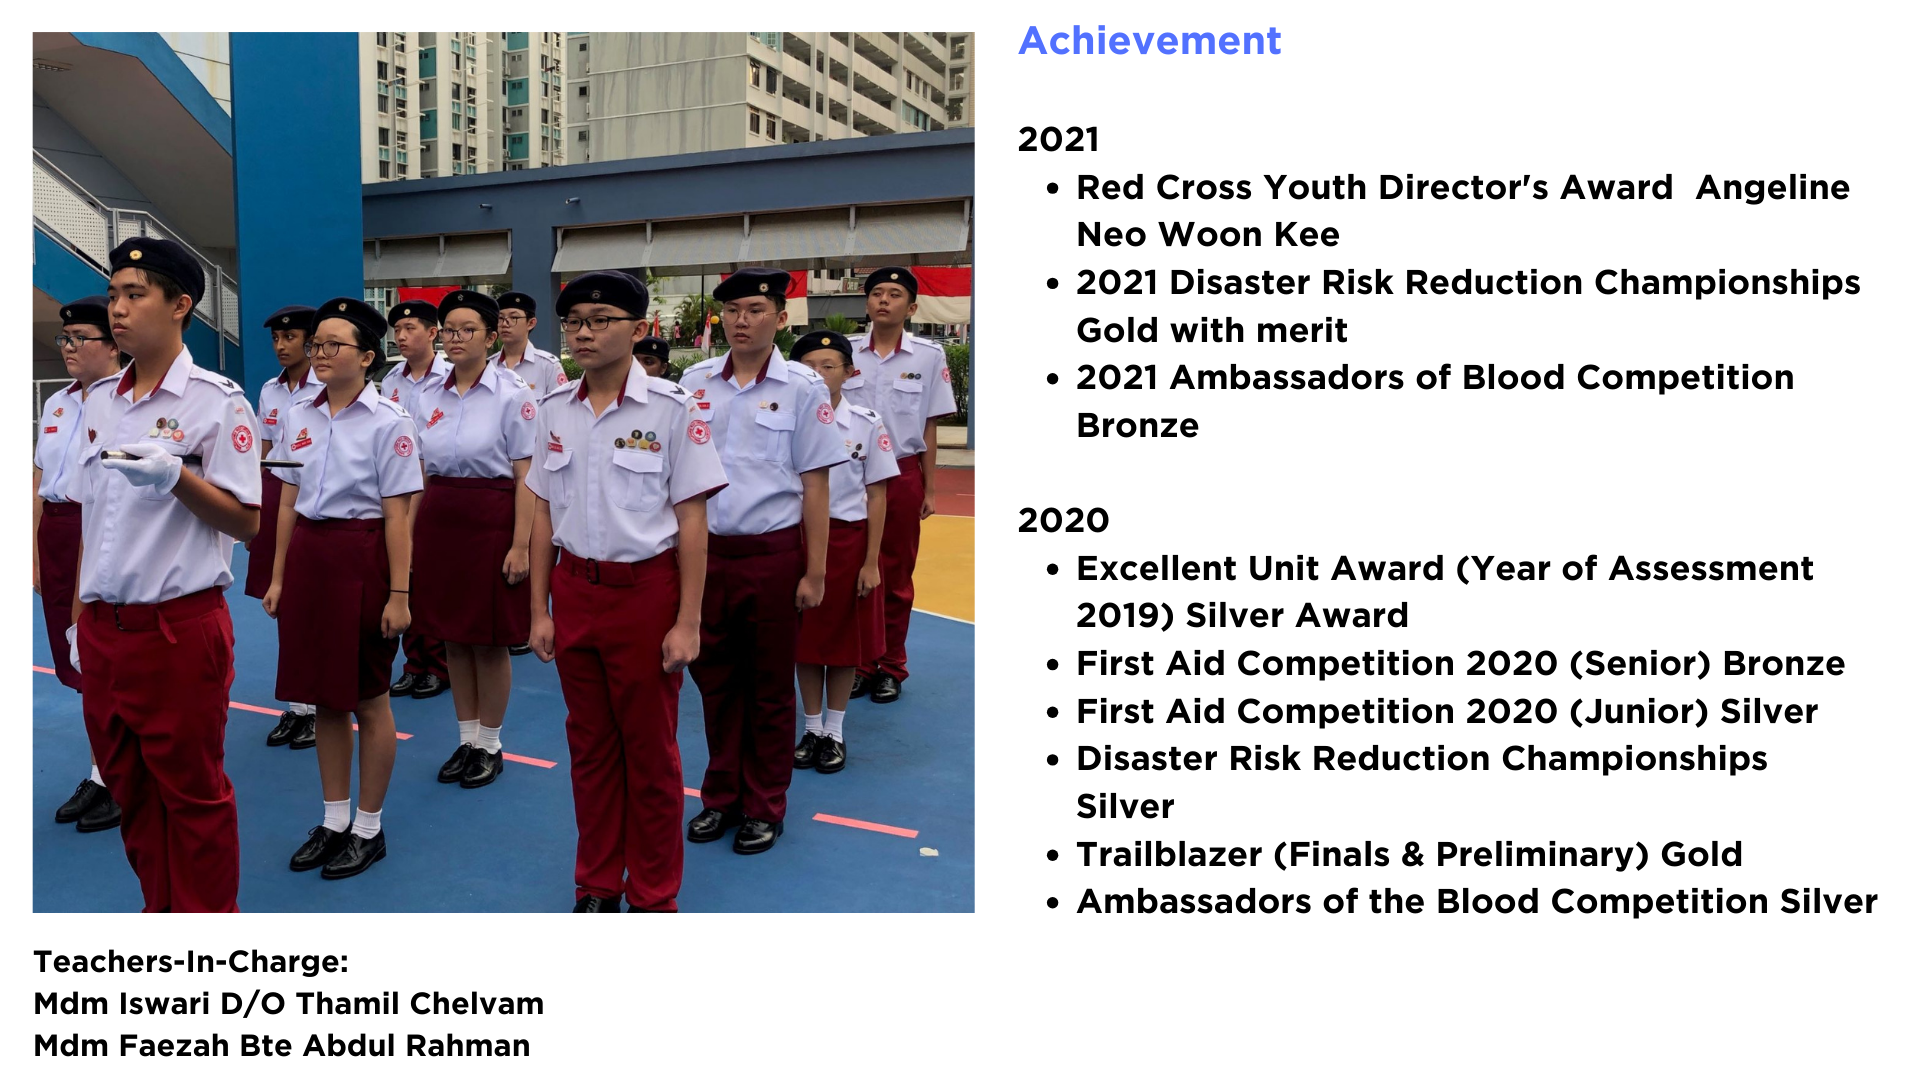 Achievement
2021
• Red Cross Youth Director's Award  Angeline
Neo Woon Kee
• 2021 Disaster Risk Reduction Championships
Gold with merit
• 2021 Ambassadors of Blood Competition
Bronze
2020
• Excellent Unit Award (Year of Assessment
2019) Silver Award
• First Aid Competition 2020 (Senior) Bronze
• First Aid Competition 2020 (Junior) Silver
• Disaster Risk Reduction Championships
Silver
• Trailblazer (Finals & Preliminary) Gold
• Ambassadors of the Blood Competition Silver
Teachers-In-Charge:
Mdm Iswari D/O Thamil Chelvam
Mdm Faezah Bte Abdul Rahman